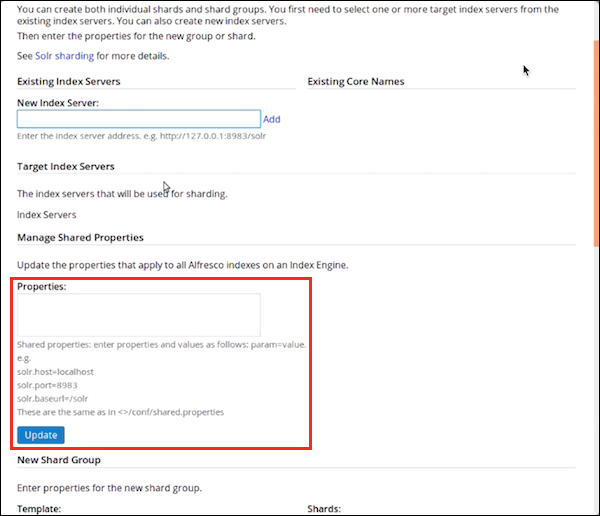 You can create both individual shards and shard groups. You first need to select one or more target index servers from the
existing index servers. You can also create new index servers.
Then enter the properties for the new group or shard.
See Solr sharding for more details.
Existing Index Servers
Existing Core Names
New Index Server:
Add
Enter the index server address. e.g. http://127.0.0.1:8983/solr
Target Index Servers
The index servers that will be used for sharding.
Index Servers
Manage Shared Properties
Update the properties that apply to all Alfresco indexes on an Index Engine.
Properties:
Shared properties: enter properties and values as follows: param=value.
e.g.
solr.host=localhost
solr.port=8983
solr.baseurl=/solr
These are the same as in <>/conf/shared.properties
Update
New Shard Group
Enter properties for the new shard group.
Template:
Shards: